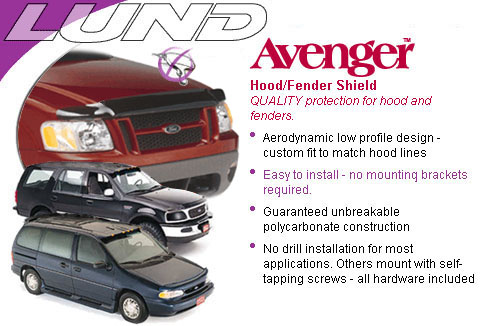 LUND
Avenger™
Hood/Fender Shield
QUALITY protection for hood and
fenders.
• Aerodynamic low profile design -
custom fit to match hood lines
• Easy to install - no mounting brackets
required.
• Guaranteed unbreakable
polycarbonate construction
• No drill installation for most
applications. Others mount with self-
tapping screws - all hardware included
Ford